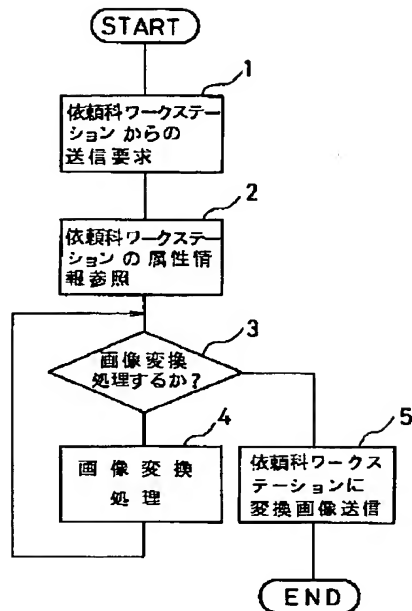 START
1
依頼科ワークステー
ションからの
送信要求
2
依頼科ワークステー
ションの属性情
報参照
3
画像変換
処理するか?
4
画像変換
処理
5
依頼科ワークス
テーションに
変換画像送信
END